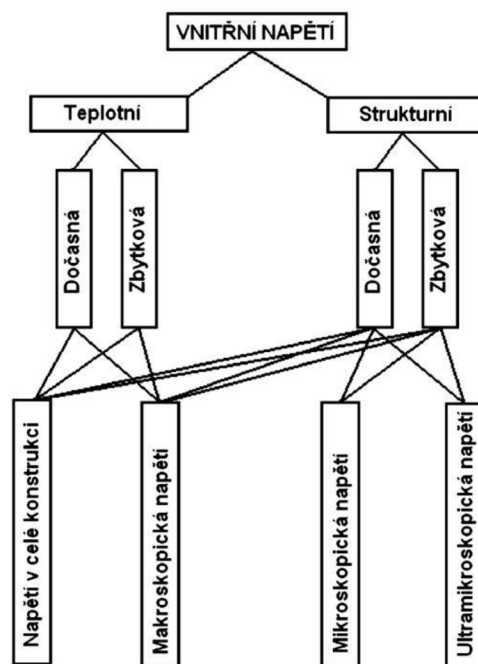 VNITŘNÍ NAPĚTÍ
Teplotní
Strukturní
Dočasná
Zbytková
Dočasná
Zbytková
Napětí v celé konstrukci
Makroskopická napětí
Mikroskopická napětí
Ultramikroskopická napětí